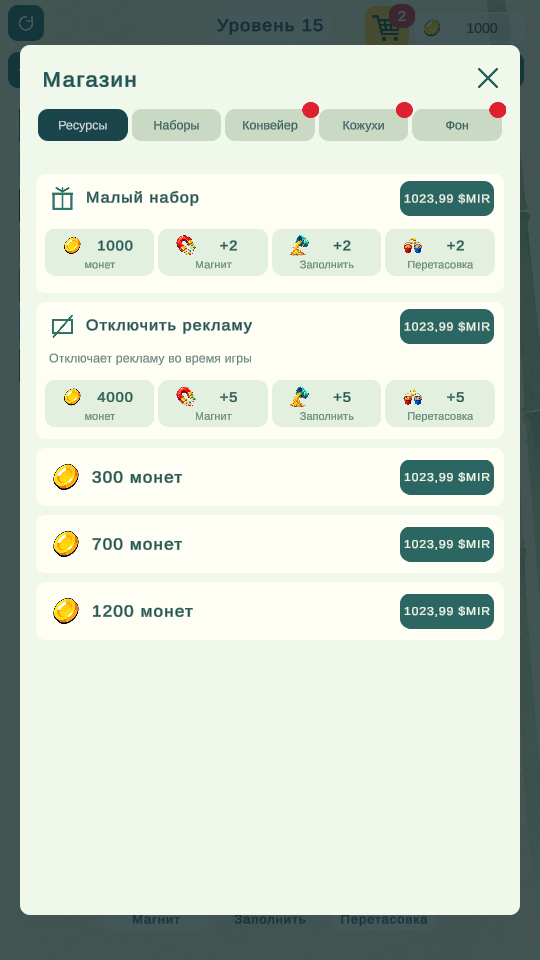 Уровень 15
2
1000
Магазин
Ресурсы
Наборы
Конвейер
Кожухи
Фон
Малый набор
1023,99 $MIR
1000
монет
+2
Магнит
+2
Заполнить
+2
Перетасовка
Отключить рекламу
1023,99 $MIR
Отключает рекламу во время игры
4000
монет
+5
Магнит
+5
Заполнить
+5
Перетасовка
300 монет
1023,99 $MIR
700 монет
1023,99 $MIR
1200 монет
1023,99 $MIR
Магнит
Заполнить
Перетасовка